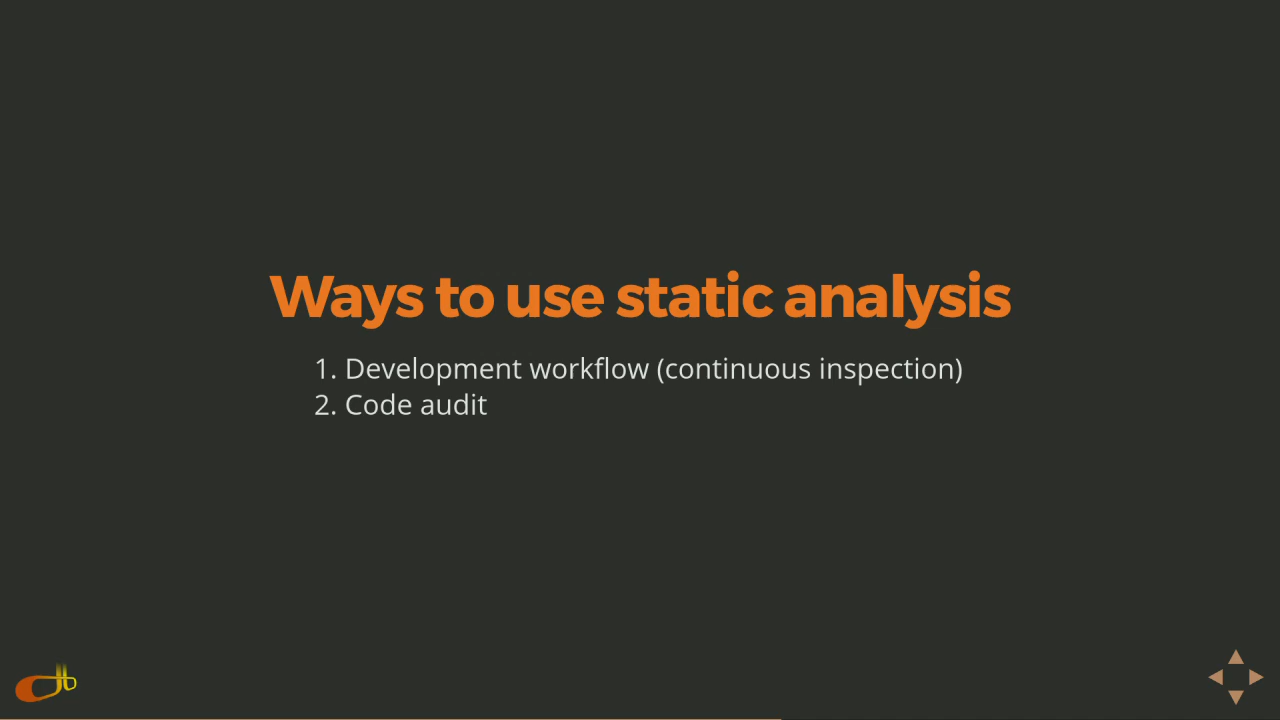 Ways to use static analysis
1. Development workflow (continuous inspection)
2. Code audit